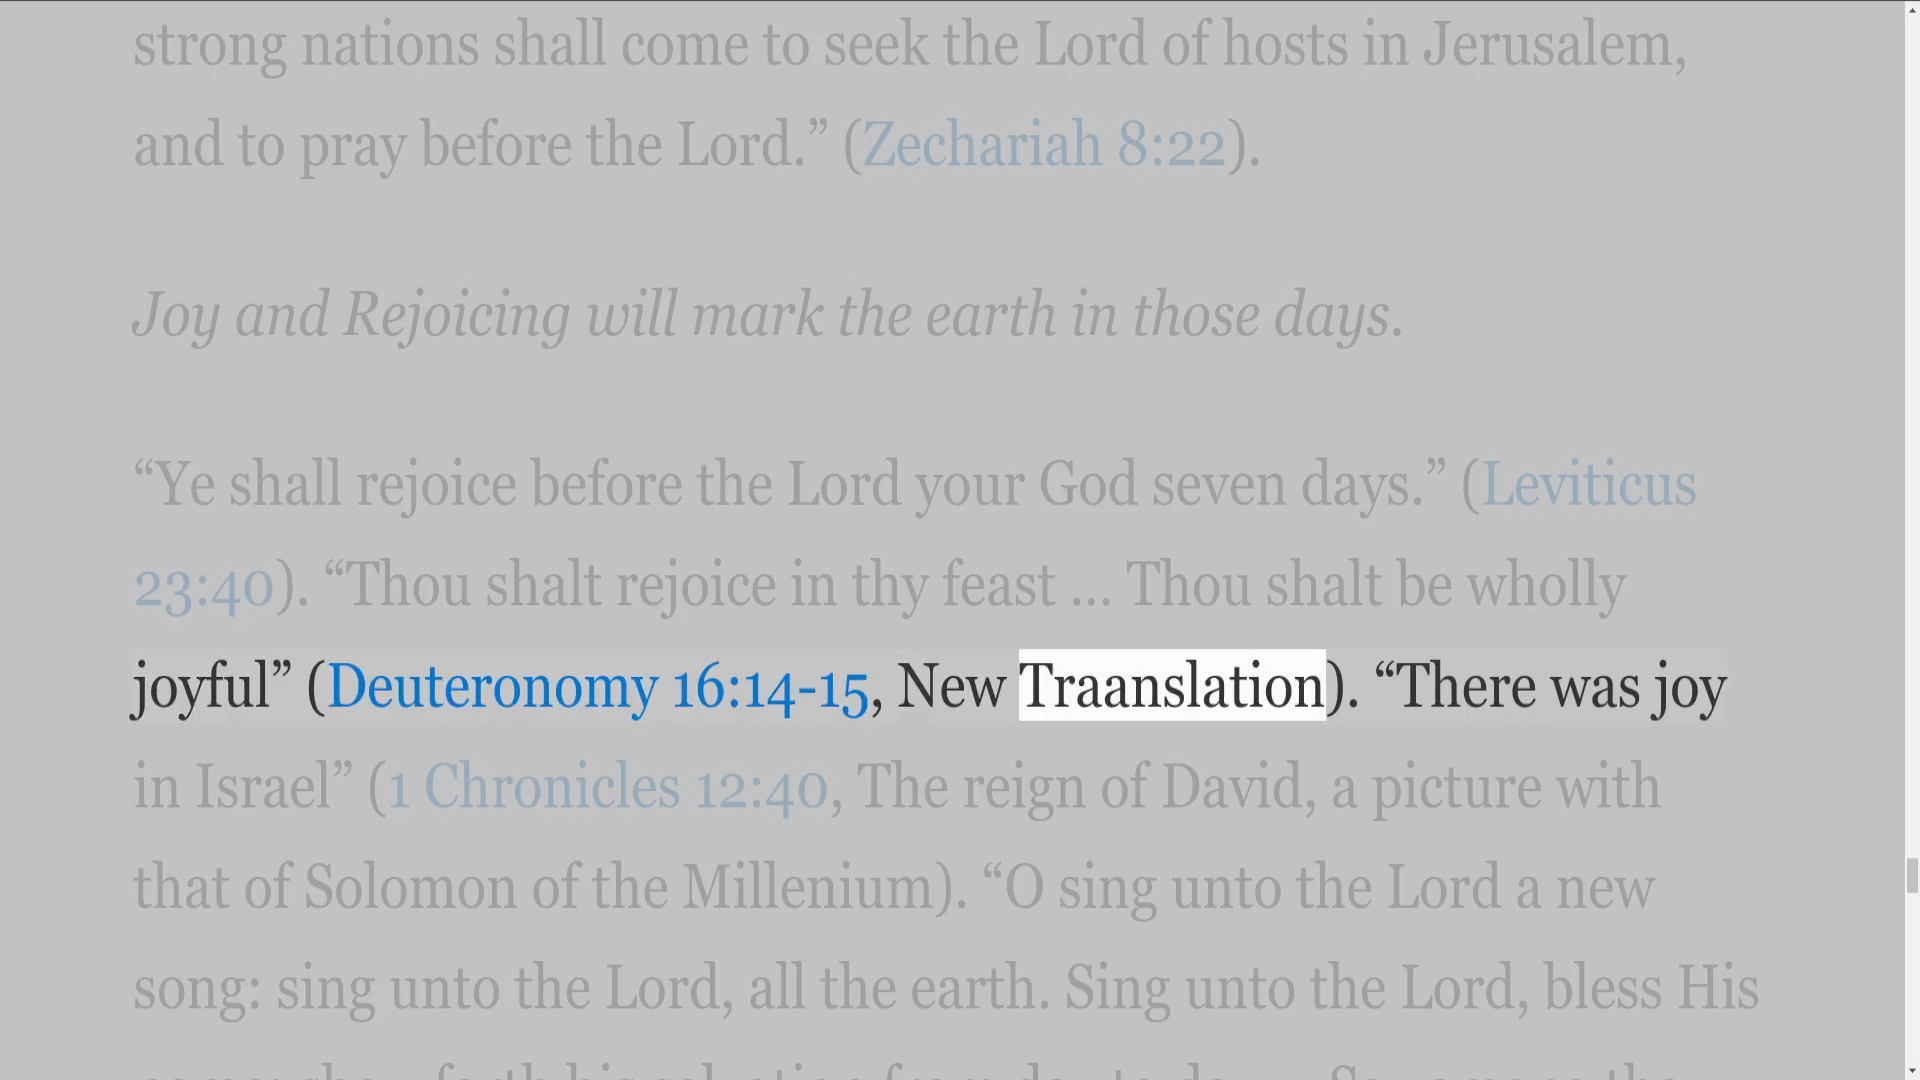 strong nations shall come to seek the Lord of hosts in Jerusalem,
and to pray before the Lord.” (Zechariah 8:22).
Joy and Rejoicing will mark the earth in those days.
“Ye shall rejoice before the Lord your God seven days.” (Leviticus
23:40). “Thou shalt rejoice in thy feast ... Thou shalt be wholly
joyful” (Deuteronomy 16:14-15, New Traanslation). “There was joy
in Israel” (1 Chronicles 12:40, The reign of David, a picture with
that of Solomon of the Millenium). “O sing unto the Lord a new
song: sing unto the Lord, all the earth. Sing unto the Lord, bless His